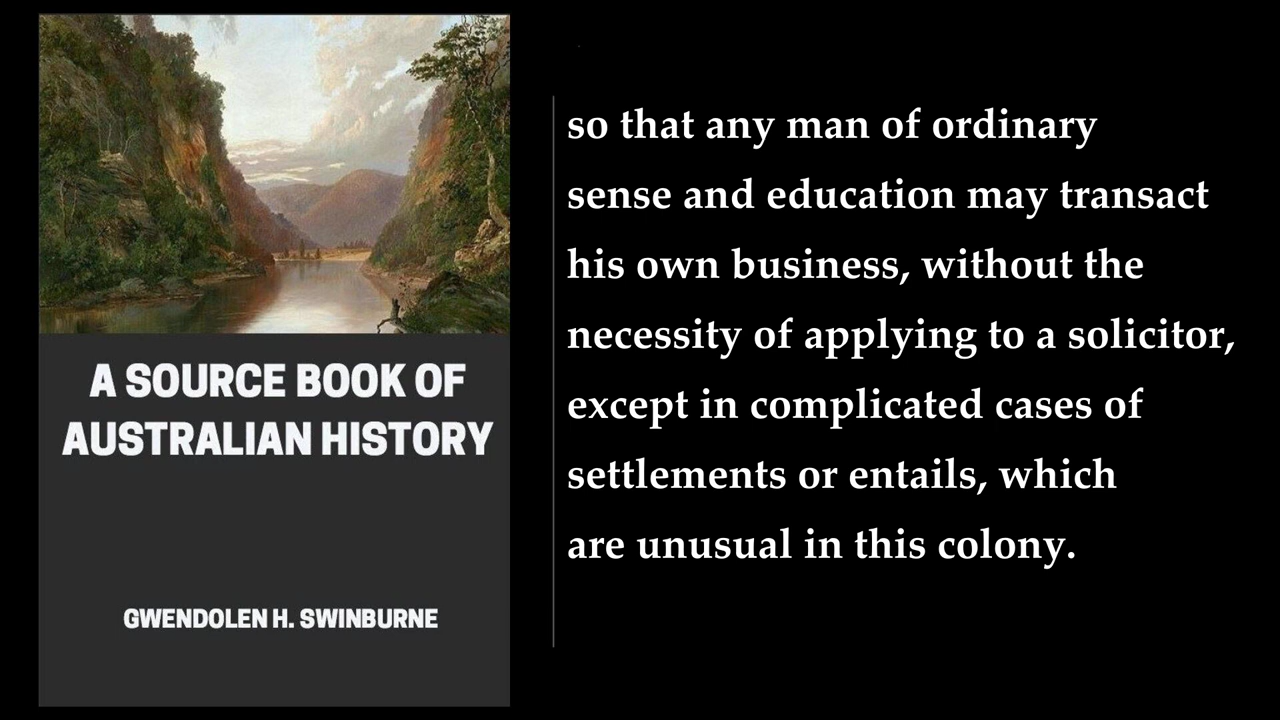 A SOURCE BOOK OF
AUSTRALIAN HISTORY
GWENDOLEN H. SWINBURNE
so that any man of ordinary
sense and education may transact
his own business, without the
necessity of applying to a solicitor,
except in complicated cases of
settlements or entails, which
are unusual in this colony.